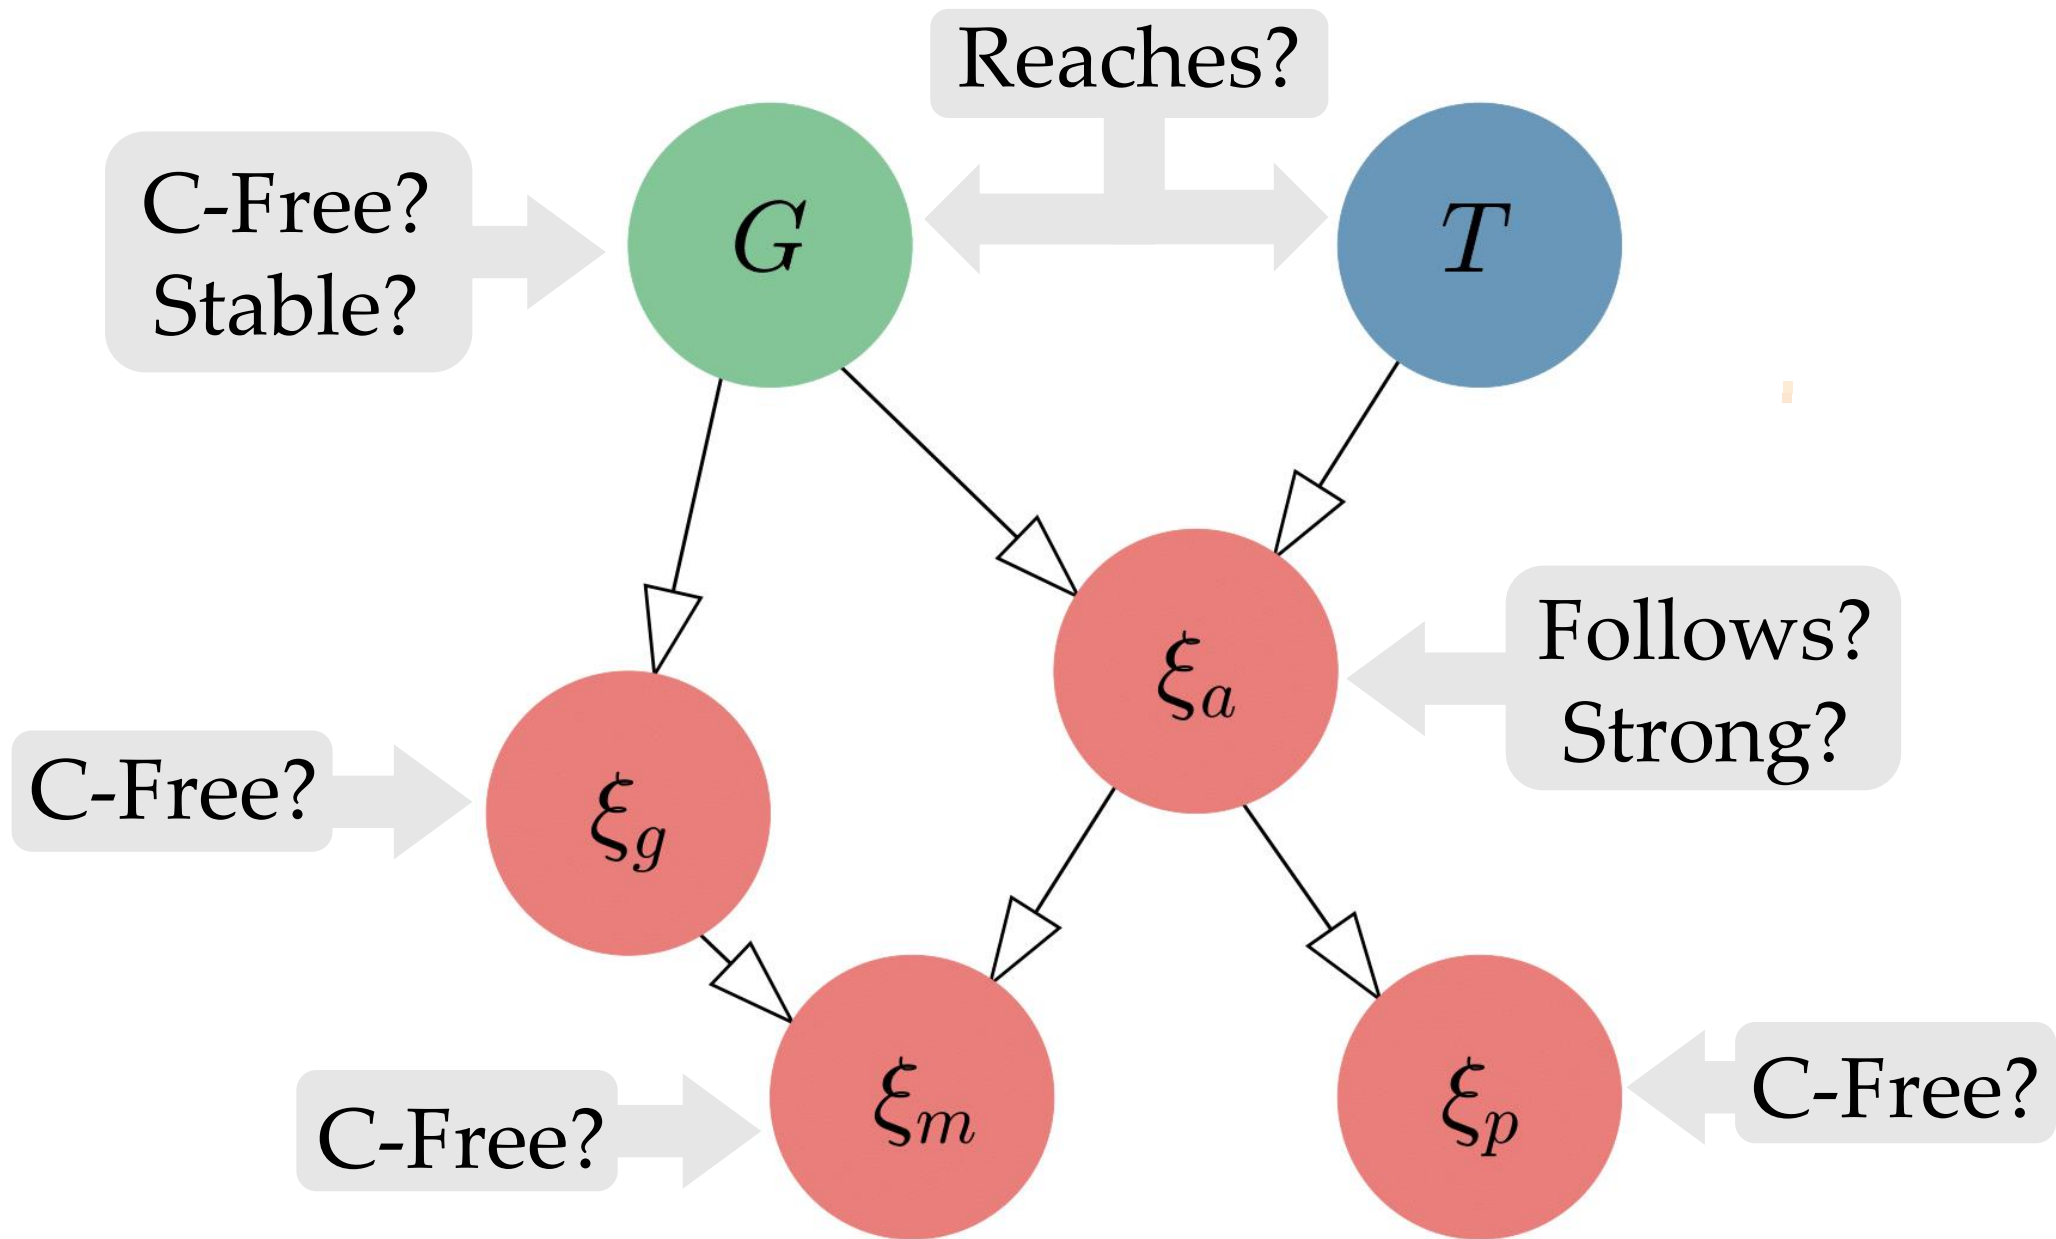 Reaches?
C-Free?
Stable?
G
T
Follows?
Strong?
ξa
C-Free?
ξg
C-Free?
ξm
ξp
C-Free?